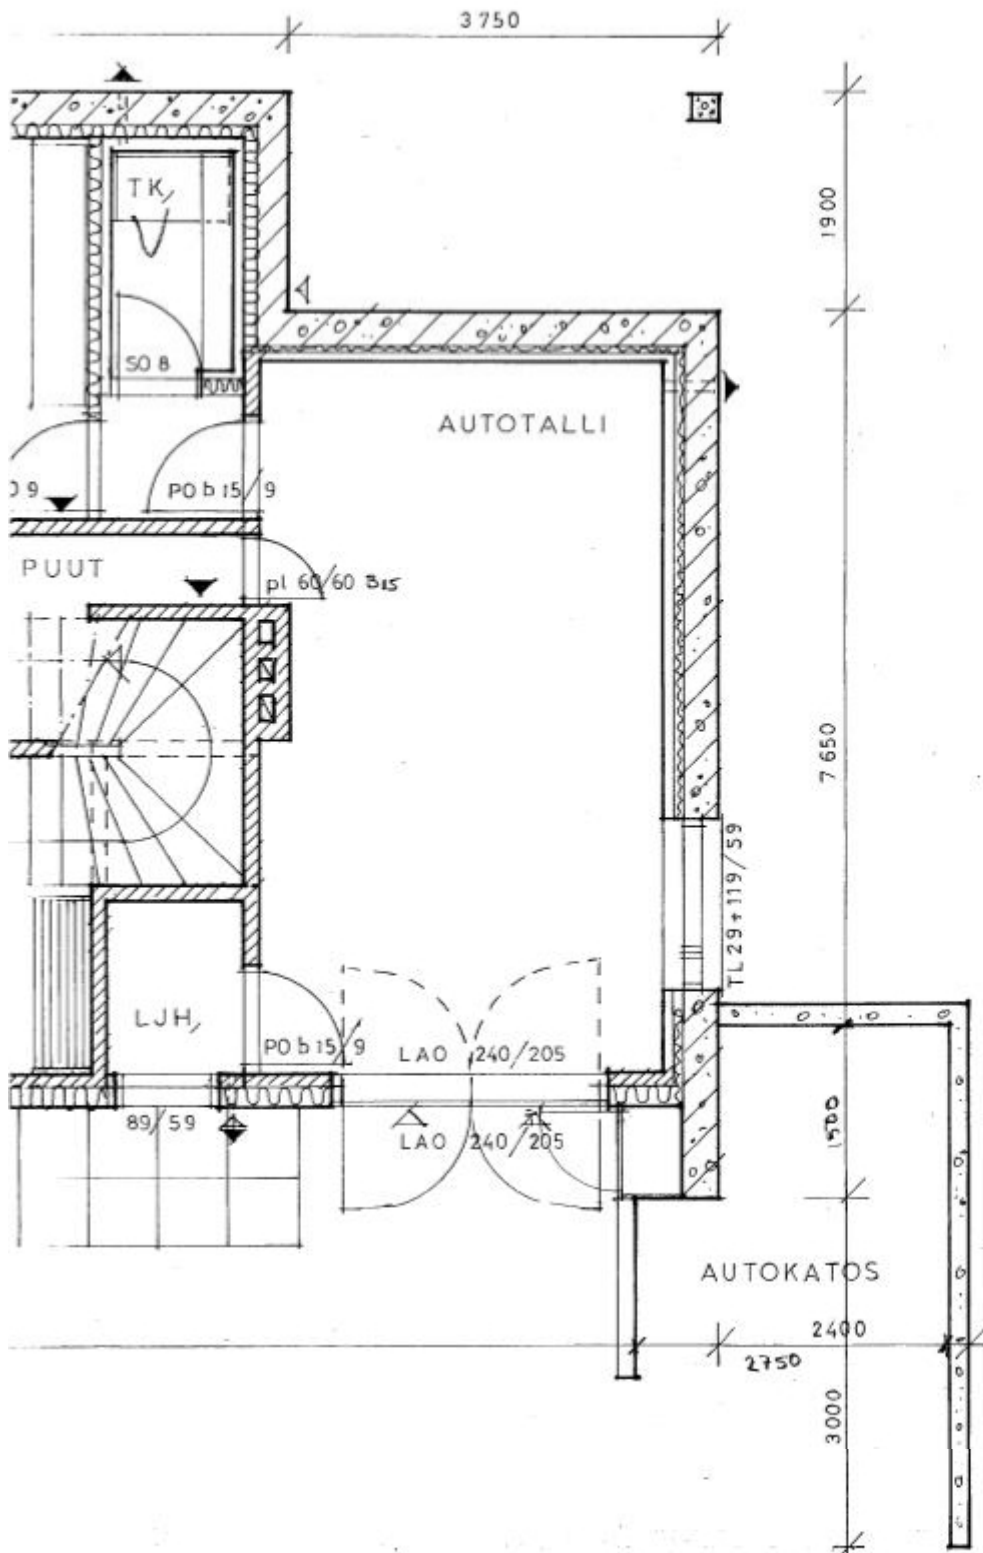 3750
1900
TK,
SO 8
AUTOTALLI
O 9
PO b 15/9
PUUT
pl 60/60 B15
7650
TL 29+119/59
LJH,
PO b 15/9
LAO 240/205
89/59
LAO 240/205
1500
AUTOKATOS
2400
2750
3000